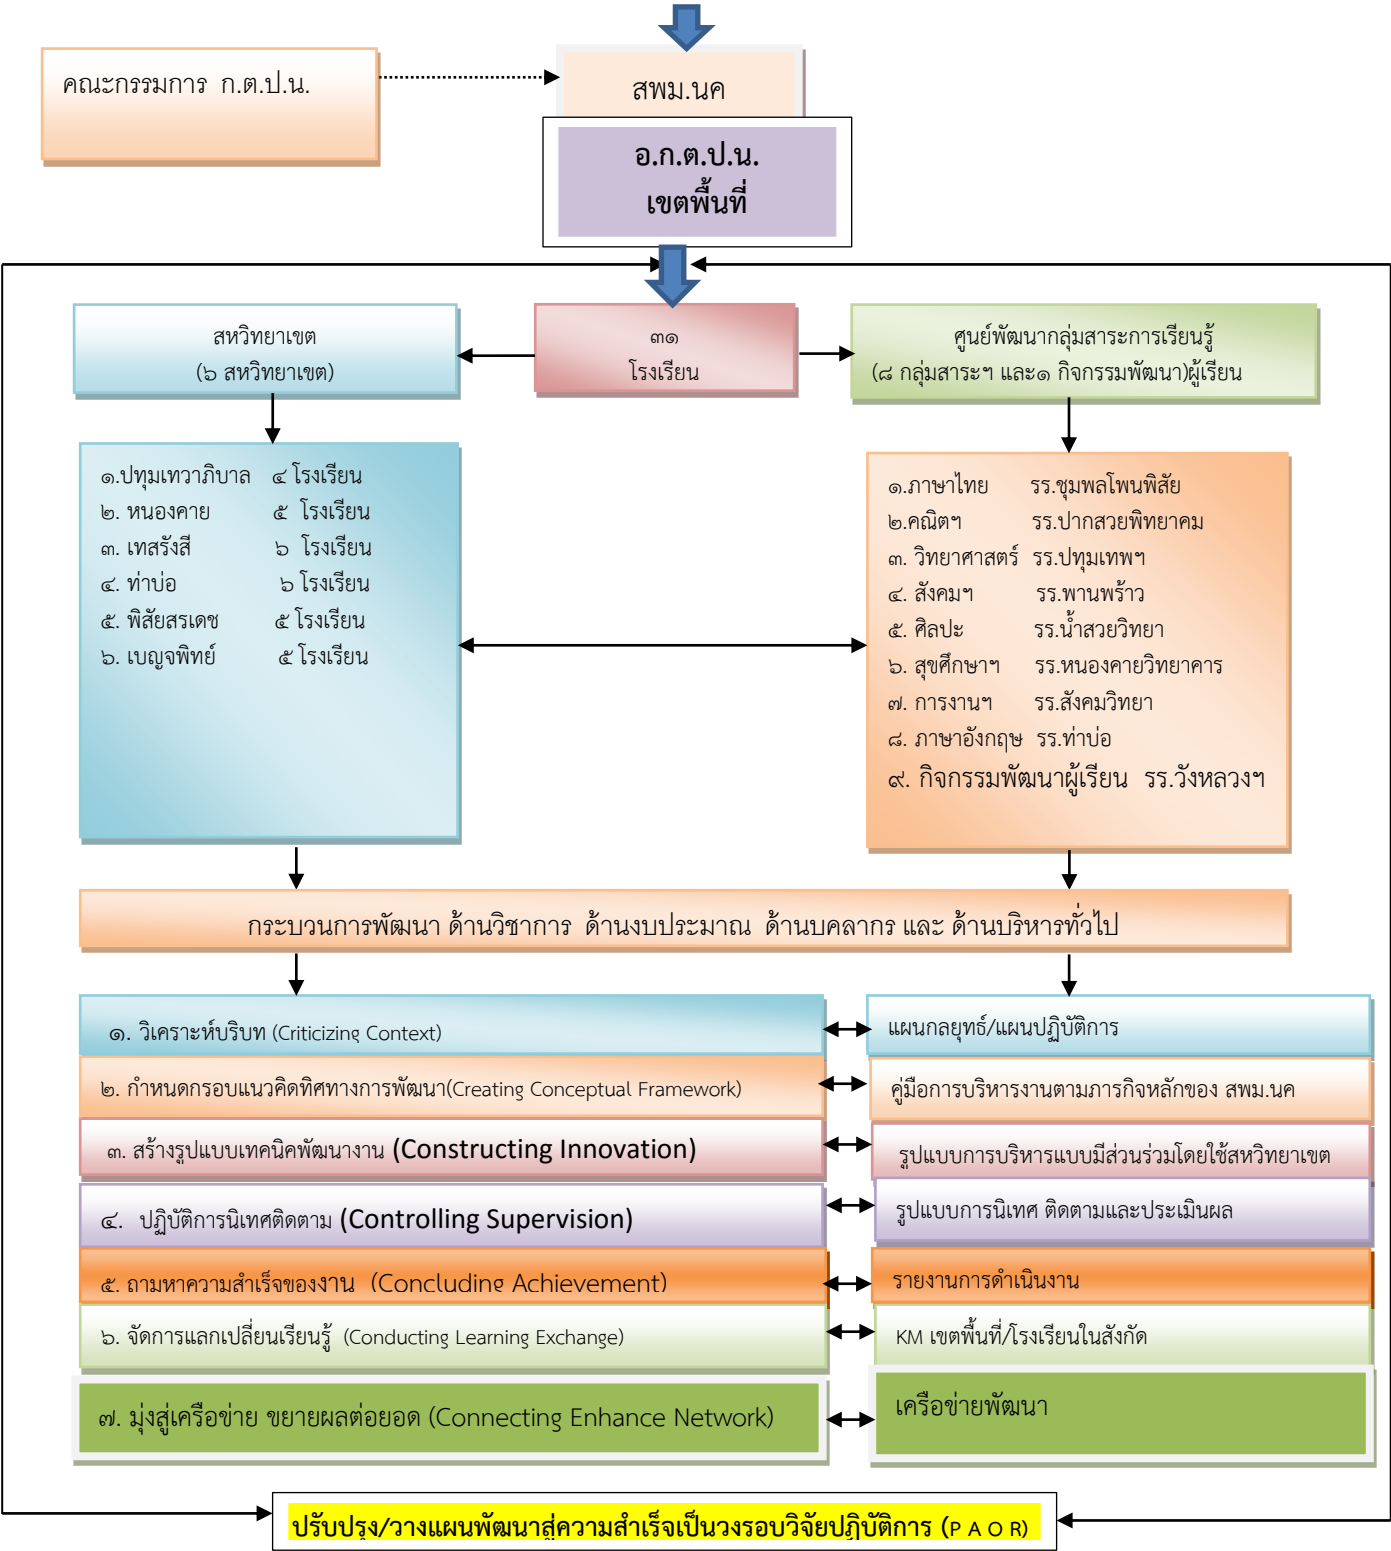 คณะกรรมการ ก.ต.ป.น.
สพม.นค
อ.ก.ต.ป.น.
เขตพื้นที่
สหวิทยาเขต
(๖ สหวิทยาเขต)
๓๑
โรงเรียน
ศูนย์พัฒนากลุ่มสาระการเรียนรู้
(๘ กลุ่มสาระฯ และ๑ กิจกรรมพัฒนา)ผู้เรียน
๑.ปทุมเทวาภิบาล ๔ โรงเรียน
๒. หนองคาย ๕ โรงเรียน
๓. เทสรังสี ๖ โรงเรียน
๔. ท่าบ่อ ๖ โรงเรียน
๕. พิสัยสรเดช ๕ โรงเรียน
๖. เบญจพิทย์ ๕ โรงเรียน
๑.ภาษาไทย รร.ชุมพลโพนพิสัย
๒.คณิตฯ รร.ปากสวยพิทยาคม
๓. วิทยาศาสตร์ รร.ปทุมเทพฯ
๔. สังคมฯ รร.พานพร้าว
๕. ศิลปะ รร.น้ำสวยวิทยา
๖. สุขศึกษาฯ รร.หนองคายวิทยาคาร
๗. การงานฯ รร.สังคมวิทยา
๘. ภาษาอังกฤษ รร.ท่าบ่อ
๙. กิจกรรมพัฒนาผู้เรียน รร.วังหลวงฯ
กระบวนการพัฒนา ด้านวิชาการ ด้านงบประมาณ ด้านบคลากร และ ด้านบริหารทั่วไป
๑. วิเคราะห์บริบท (Criticizing Context)
แผนกลยุทธ์/แผนปฏิบัติการ
๒. กำหนดกรอบแนวคิดทิศทางการพัฒนา(Creating Conceptual Framework)
คู่มือการบริหารงานตามภารกิจหลักของ สพม.นค
๓. สร้างรูปแบบเทคนิคพัฒนางาน (Constructing Innovation)
รูปแบบการบริหารแบบมีส่วนร่วมโดยใช้สหวิทยาเขต
๔. ปฏิบัติการนิเทศติดตาม (Controlling Supervision)
รูปแบบการนิเทศ ติดตามและประเมินผล
๕. ถามหาความสำเร็จของงาน (Concluding Achievement)
รายงานการดำเนินงาน
๖. จัดการแลกเปลี่ยนเรียนรู้ (Conducting Learning Exchange)
KM เขตพื้นที่/โรงเรียนในสังกัด
๗. มุ่งสู่เครือข่าย ขยายผลต่อยอด (Connecting Enhance Network)
เครือข่ายพัฒนา
ปรับปรุง/วางแผนพัฒนาสู่ความสำเร็จเป็นวงรอบวิจัยปฏิบัติการ (P A O R)